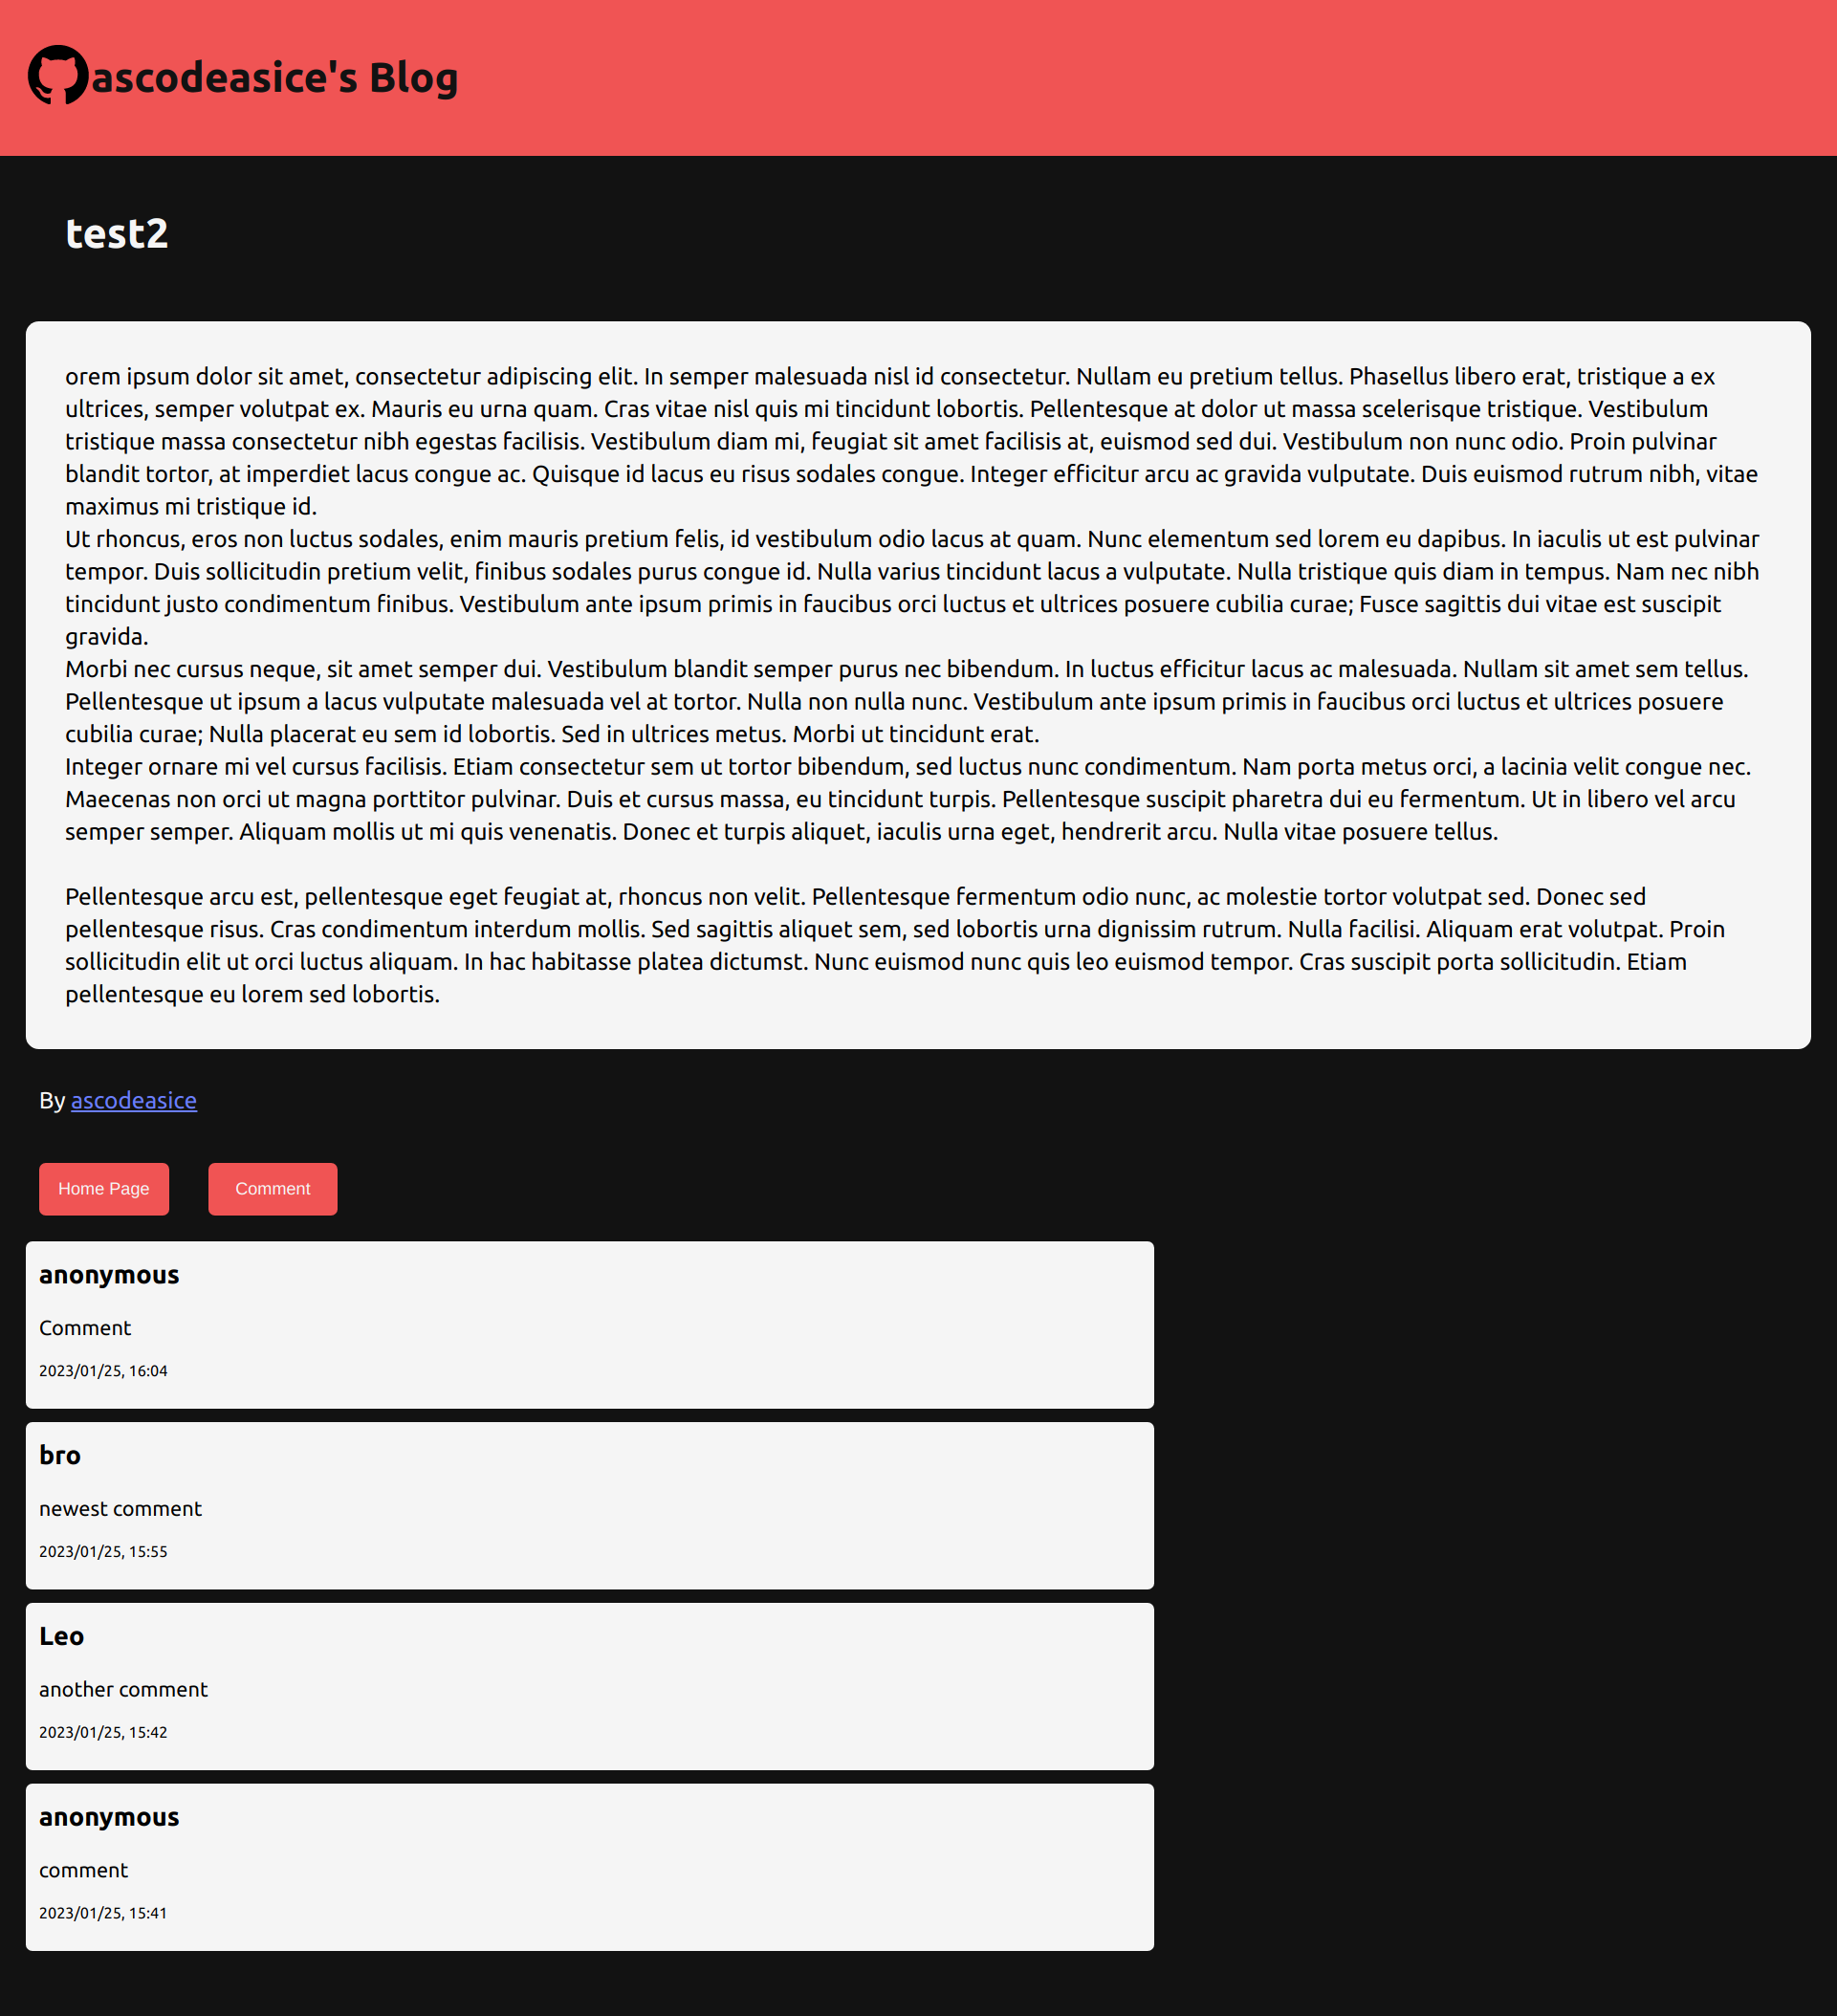 ascodeasice's Blog
test2
orem ipsum dolor sit amet, consectetur adipiscing elit. In semper malesuada nisl id consectetur. Nullam eu pretium tellus. Phasellus libero erat, tristique a ex
ultrices, semper volutpat ex. Mauris eu urna quam. Cras vitae nisl quis mi tincidunt lobortis. Pellentesque at dolor ut massa scelerisque tristique. Vestibulum
tristique massa consectetur nibh egestas facilisis. Vestibulum diam mi, feugiat sit amet facilisis at, euismod sed dui. Vestibulum non nunc odio. Proin pulvinar
blandit tortor, at imperdiet lacus congue ac. Quisque id lacus eu risus sodales congue. Integer efficitur arcu ac gravida vulputate. Duis euismod rutrum nibh, vitae
maximus mi tristique id.
Ut rhoncus, eros non luctus sodales, enim mauris pretium felis, id vestibulum odio lacus at quam. Nunc elementum sed lorem eu dapibus. In iaculis ut est pulvinar
tempor. Duis sollicitudin pretium velit, finibus sodales purus congue id. Nulla varius tincidunt lacus a vulputate. Nulla tristique quis diam in tempus. Nam nec nibh
tincidunt justo condimentum finibus. Vestibulum ante ipsum primis in faucibus orci luctus et ultrices posuere cubilia curae; Fusce sagittis dui vitae est suscipit
gravida.
Morbi nec cursus neque, sit amet semper dui. Vestibulum blandit semper purus nec bibendum. In luctus efficitur lacus ac malesuada. Nullam sit amet sem tellus.
Pellentesque ut ipsum a lacus vulputate malesuada vel at tortor. Nulla non nulla nunc. Vestibulum ante ipsum primis in faucibus orci luctus et ultrices posuere
cubilia curae; Nulla placerat eu sem id lobortis. Sed in ultrices metus. Morbi ut tincidunt erat.
Integer ornare mi vel cursus facilisis. Etiam consectetur sem ut tortor bibendum, sed luctus nunc condimentum. Nam porta metus orci, a lacinia velit congue nec.
Maecenas non orci ut magna porttitor pulvinar. Duis et cursus massa, eu tincidunt turpis. Pellentesque suscipit pharetra dui eu fermentum. Ut in libero vel arcu
semper semper. Aliquam mollis ut mi quis venenatis. Donec et turpis aliquet, iaculis urna eget, hendrerit arcu. Nulla vitae posuere tellus.
Pellentesque arcu est, pellentesque eget feugiat at, rhoncus non velit. Pellentesque fermentum odio nunc, ac molestie tortor volutpat sed. Donec sed
pellentesque risus. Cras condimentum interdum mollis. Sed sagittis aliquet sem, sed lobortis urna dignissim rutrum. Nulla facilisi. Aliquam erat volutpat. Proin
sollicitudin elit ut orci luctus aliquam. In hac habitasse platea dictumst. Nunc euismod nunc quis leo euismod tempor. Cras suscipit porta sollicitudin. Etiam
pellentesque eu lorem sed lobortis.
By ascodeasice
Home Page
Comment
anonymous
Comment
2023/01/25, 16:04
bro
newest comment
2023/01/25, 15:55
Leo
another comment
2023/01/25, 15:42
anonymous
comment
2023/01/25, 15:41